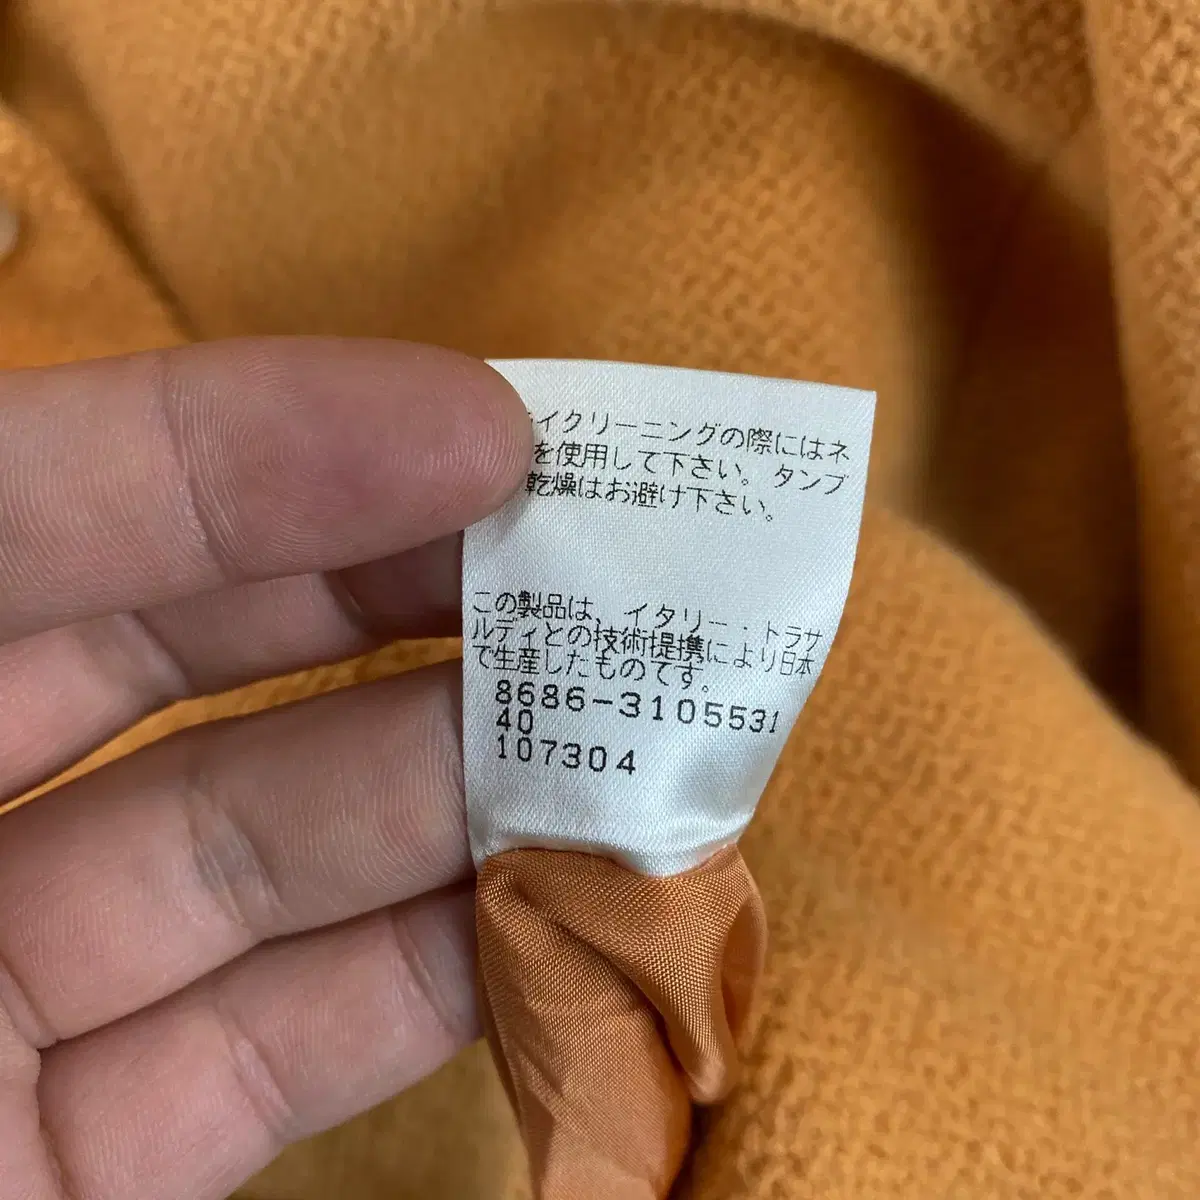 イクリーニングの際にはネ
を使用して下さい。タンブ
乾燥はお避け下さい。
この製品は、イタリー・トラサ
ルディとの技術提携により日本
で生産したものです。
8686-3105531
40
107304